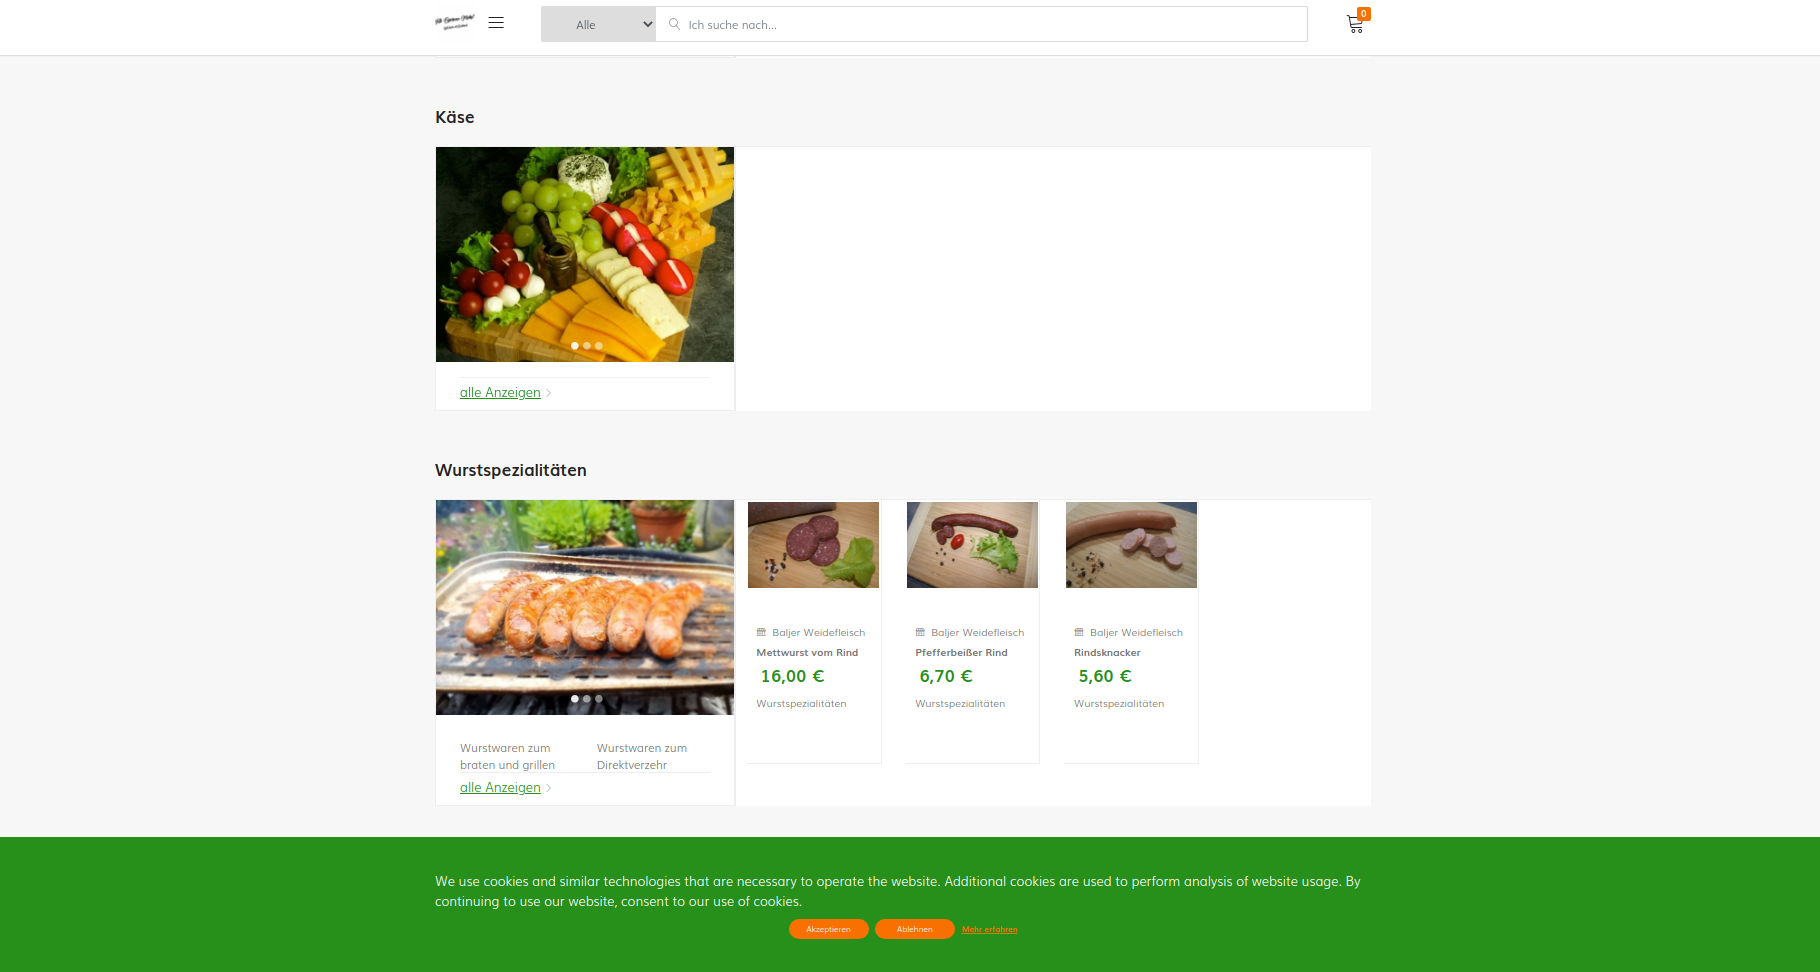 Alle
Ich suche nach...
0
Käse
alle Anzeigen
Wurstspezialitäten
Baljer Weidefleisch
Mettwurst vom Rind
16,00 €
Wurstspezialitäten
Baljer Weidefleisch
Pfefferbeißer Rind
6,70 €
Wurstspezialitäten
Baljer Weidefleisch
Rindsknacker
5,60 €
Wurstspezialitäten
Wurstwaren zum
braten und grillen
Wurstwaren zum
Direktverzehr
alle Anzeigen
We use cookies and similar technologies that are necessary to operate the website. Additional cookies are used to perform analysis of website usage. By
continuing to use our website, consent to our use of cookies.
Akzeptieren
Ablehnen
Mehr erfahren